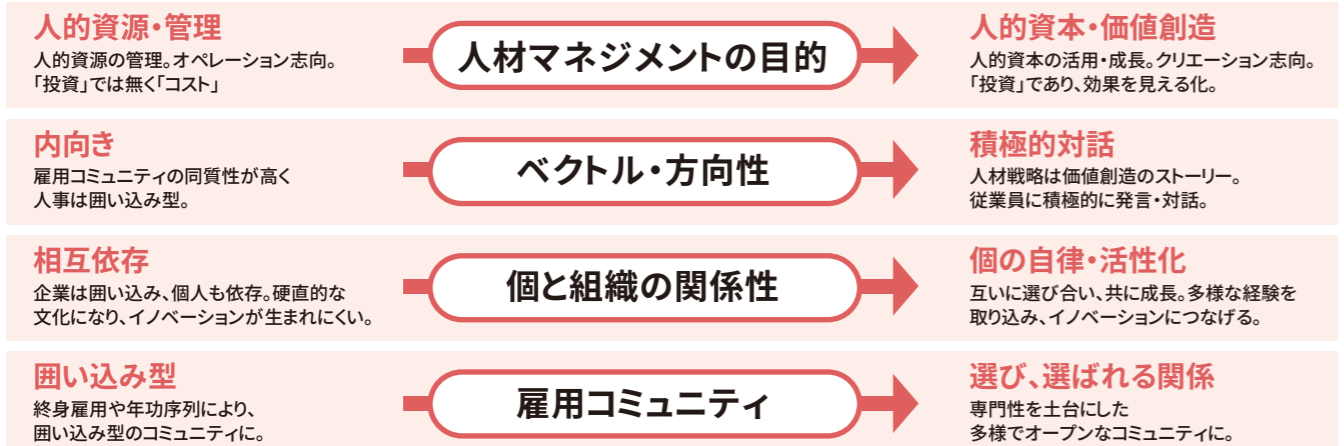 人的資源・管理
人的資源の管理。オペレーション志向。
「投資」では無く「コスト」
人材マネジメントの目的
人的資本・価値創造
人的資本の活用・成長。クリエーション志向。
「投資」であり、効果を見える化。
内向き
雇用コミュニティの同質性が高く
人事は囲い込み型。
ベクトル・方向性
積極的対話
人材戦略は価値創造のストーリー。
従業員に積極的に発言・対話。
相互依存
企業は囲い込み、個人も依存。硬直的な
文化になり、イノベーションが生まれにくい。
個と組織の関係性
個の自律・活性化
互いに選び合い、共に成長。多様な経験を
取り込み、イノベーションにつなげる。
囲い込み型
終身雇用や年功序列により、
囲い込み型のコミュニティに。
雇用コミュニティ
選び、選ばれる関係
専門性を土台にした
多様でオープンなコミュニティに。